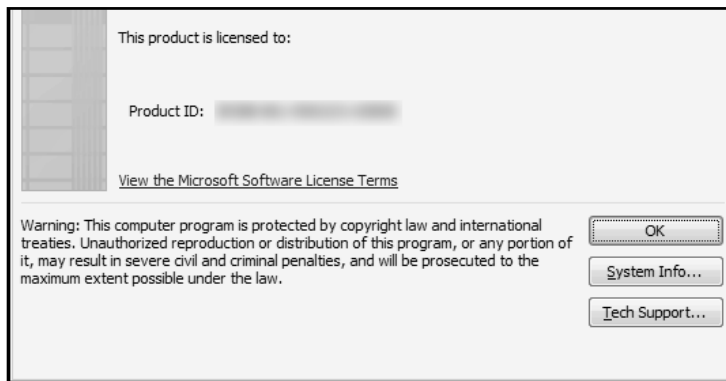 This product is licensed to:
Product ID:
View the Microsoft Software License Terms
Warning: This computer program is protected by copyright law and international
treaties. Unauthorized reproduction or distribution of this program, or any portion of
it, may result in severe civil and criminal penalties, and will be prosecuted to the
maximum extent possible under the law.
OK
System Info...
Tech Support...